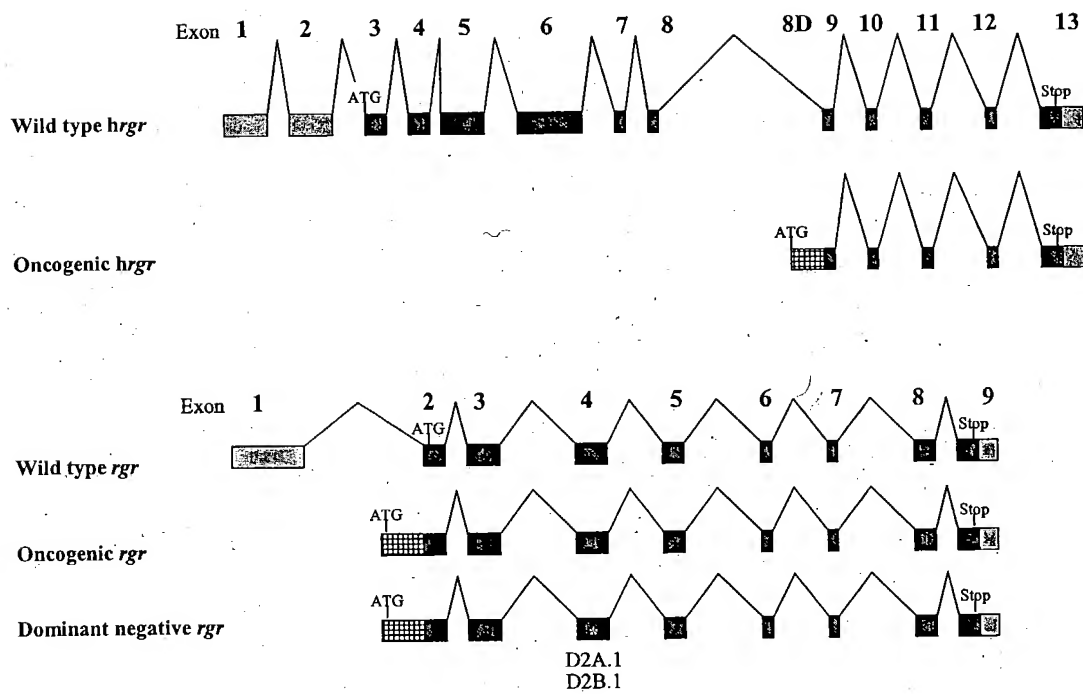 Exon 1 2 3 4 5 6 7 8 8D 9 10 11 12 13
ATG Stop
Wild type hrgr
ATG Stop
Oncogenic hrgr
Exon 1 2 3 4 5 6 7 8 9
ATG Stop
Wild type rgr
ATG Stop
Oncogenic rgr
ATG Stop
Dominant negative rgr
D2A.1
D2B.1